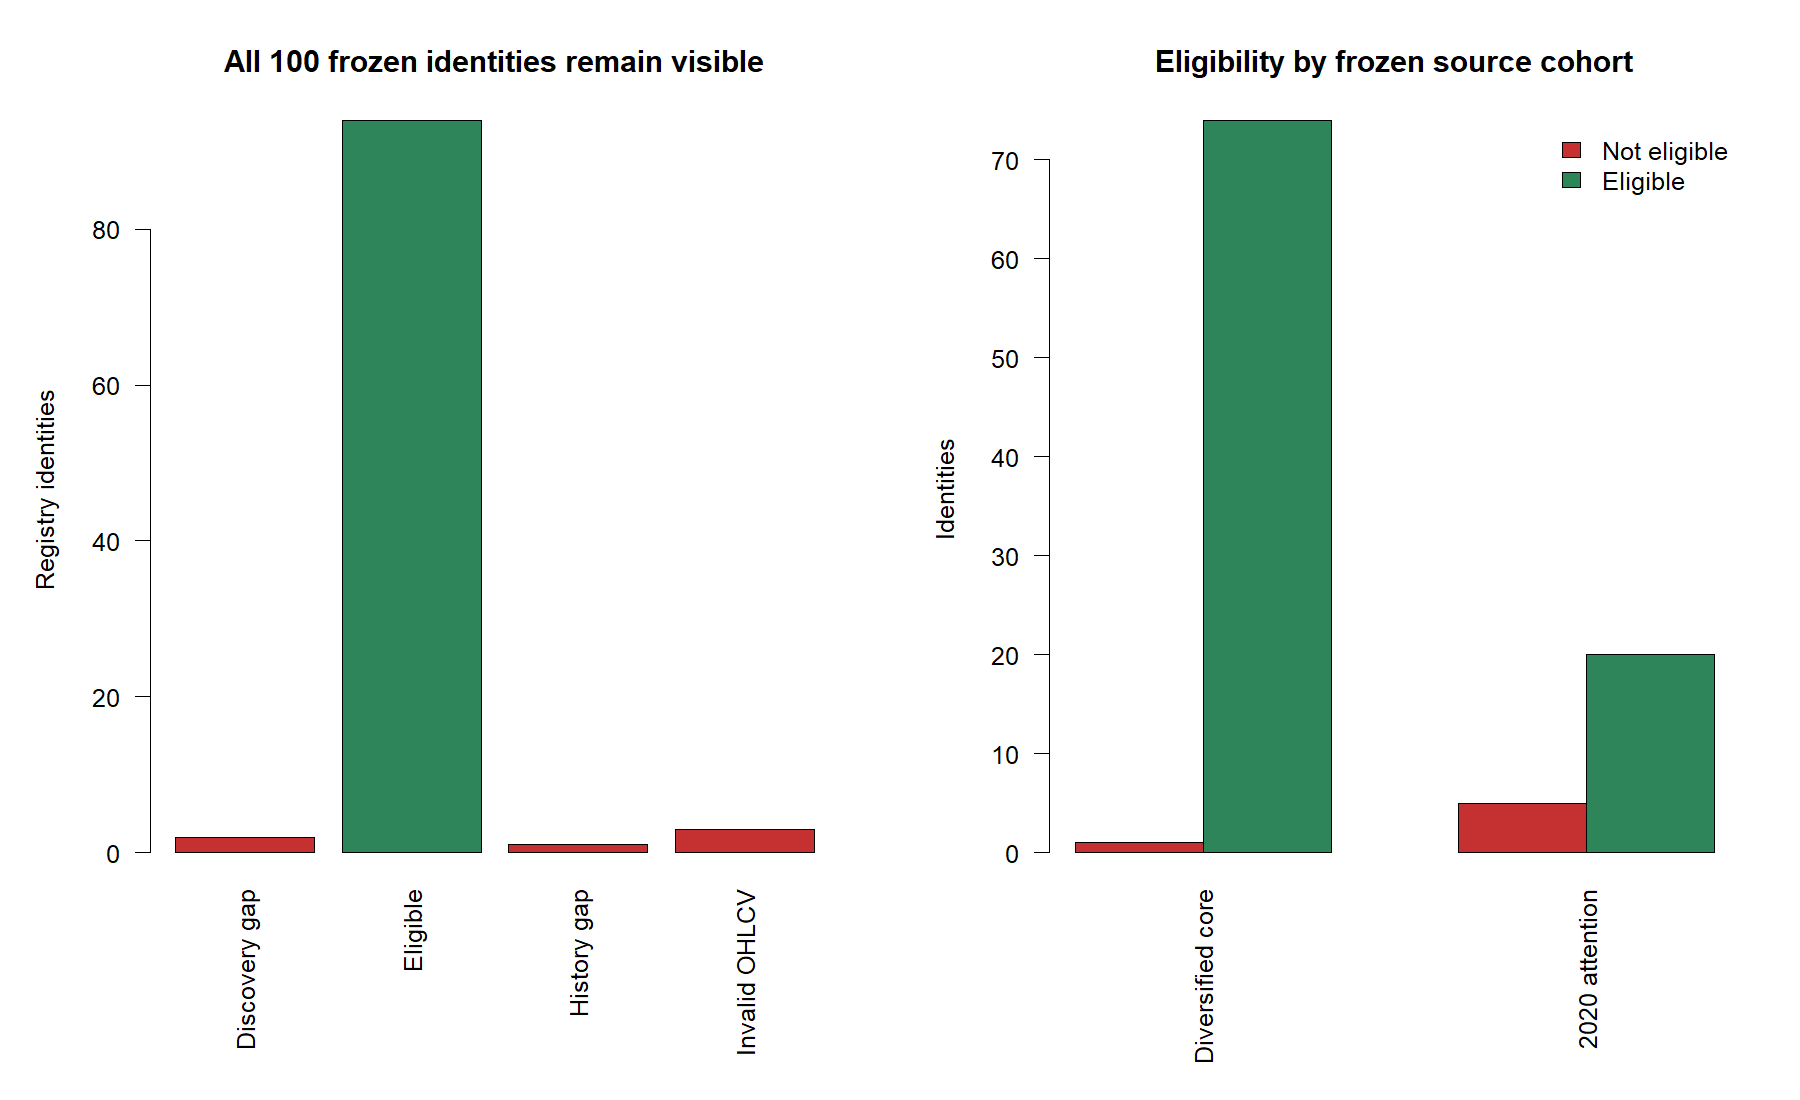 All 100 frozen identities remain visible
Registry identities
80
60
40
20
0
Discovery gap
Eligible
History gap
Invalid OHLCV
Eligibility by frozen source cohort
Not eligible
Eligible
Identities
70
60
50
40
30
20
10
0
Diversified core
2020 attention